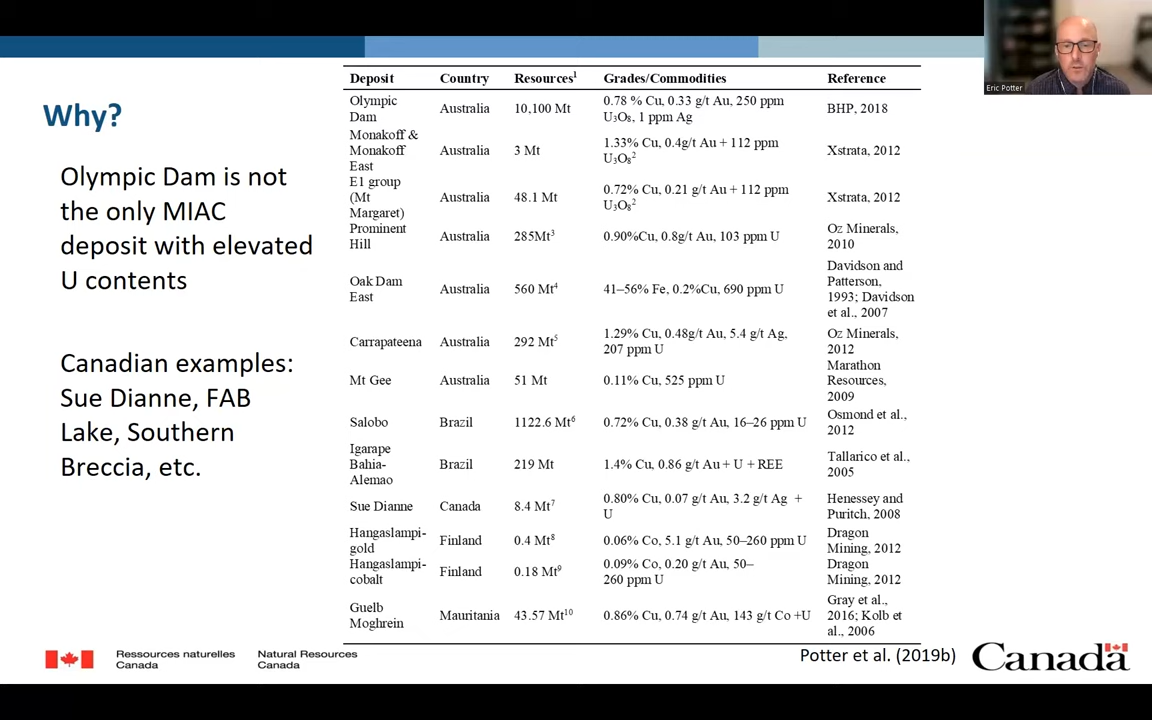 Eric Potter
Why?
Olympic Dam is not
the only MIAC
deposit with elevated
U contents
Canadian examples:
Sue Dianne, FAB
Lake, Southern
Breccia, etc.
Deposit Country Resources¹ Grades/Commodities Reference
Olympic Dam Australia 10,100 Mt 0.78 % Cu, 0.33 g/t Au, 250 ppm U₃O₈, 1 ppm Ag BHP, 2018
Monakoff & Monakoff East Australia 3 Mt 1.33% Cu, 0.4g/t Au + 112 ppm U₃O₈² Xstrata, 2012
E1 group (Mt Margaret) Australia 48.1 Mt 0.72% Cu, 0.21 g/t Au + 112 ppm U₃O₈² Xstrata, 2012
Prominent Hill Australia 285Mt³ 0.90%Cu, 0.8g/t Au, 103 ppm U Oz Minerals, 2010
Oak Dam East Australia 560 Mt⁴ 41–56% Fe, 0.2%Cu, 690 ppm U Davidson and Patterson, 1993; Davidson et al., 2007
Carrapateena Australia 292 Mt⁵ 1.29% Cu, 0.48g/t Au, 5.4 g/t Ag, 207 ppm U Oz Minerals, 2012
Mt Gee Australia 51 Mt 0.11% Cu, 525 ppm U Marathon Resources, 2009
Salobo Brazil 1122.6 Mt⁶ 0.72% Cu, 0.38 g/t Au, 16–26 ppm U Osmond et al., 2012
Igarape Bahia-Alemao Brazil 219 Mt 1.4% Cu, 0.86 g/t Au + U + REE Tallarico et al., 2005
Sue Dianne Canada 8.4 Mt⁷ 0.80% Cu, 0.07 g/t Au, 3.2 g/t Ag + U Henessey and Puritch, 2008
Hangaslampi-gold Finland 0.4 Mt⁸ 0.06% Co, 5.1 g/t Au, 50–260 ppm U Dragon Mining, 2012
Hangaslampi-cobalt Finland 0.18 Mt⁹ 0.09% Co, 0.20 g/t Au, 50–260 ppm U Dragon Mining, 2012
Guelb Moghrein Mauritania 43.57 Mt¹⁰ 0.86% Cu, 0.74 g/t Au, 143 g/t Co +U Gray et al., 2016; Kolb et al., 2006
Potter et al. (2019b)
Ressources naturelles Canada
Natural Resources Canada
Canada